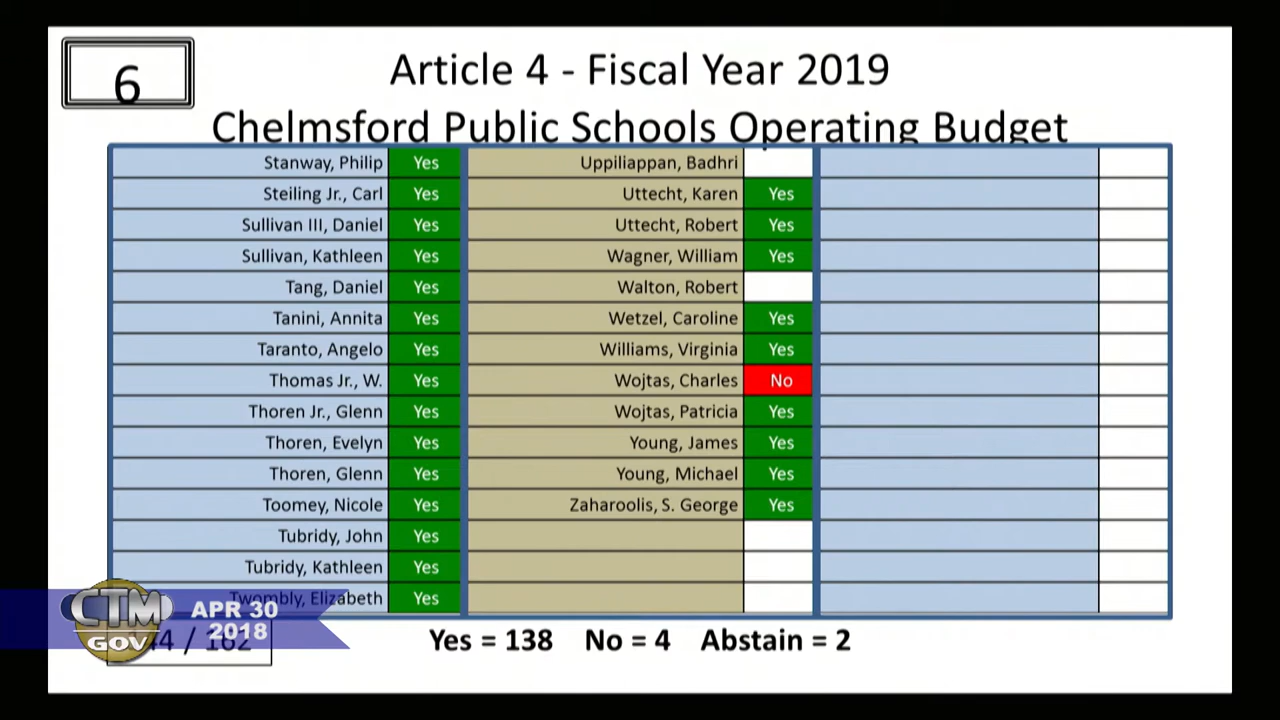 6
Article 4 - Fiscal Year 2019
Chelmsford Public Schools Operating Budget
Stanway, Philip Yes Uppiliappan, Badhri
Steiling Jr., Carl Yes Uttecht, Karen Yes
Sullivan III, Daniel Yes Uttecht, Robert Yes
Sullivan, Kathleen Yes Wagner, William Yes
Tang, Daniel Yes Walton, Robert
Tanini, Annita Yes Wetzel, Caroline Yes
Taranto, Angelo Yes Williams, Virginia Yes
Thomas Jr., W. Yes Wojtas, Charles No
Thoren Jr., Glenn Yes Wojtas, Patricia Yes
Thoren, Evelyn Yes Young, James Yes
Thoren, Glenn Yes Young, Michael Yes
Toomey, Nicole Yes Zaharoolis, S. George Yes
Tubridy, John Yes
Tubridy, Kathleen Yes
Twombly, Elizabeth Yes
CTM GOV
APR 30
2018
/ 162
Yes = 138 No = 4 Abstain = 2